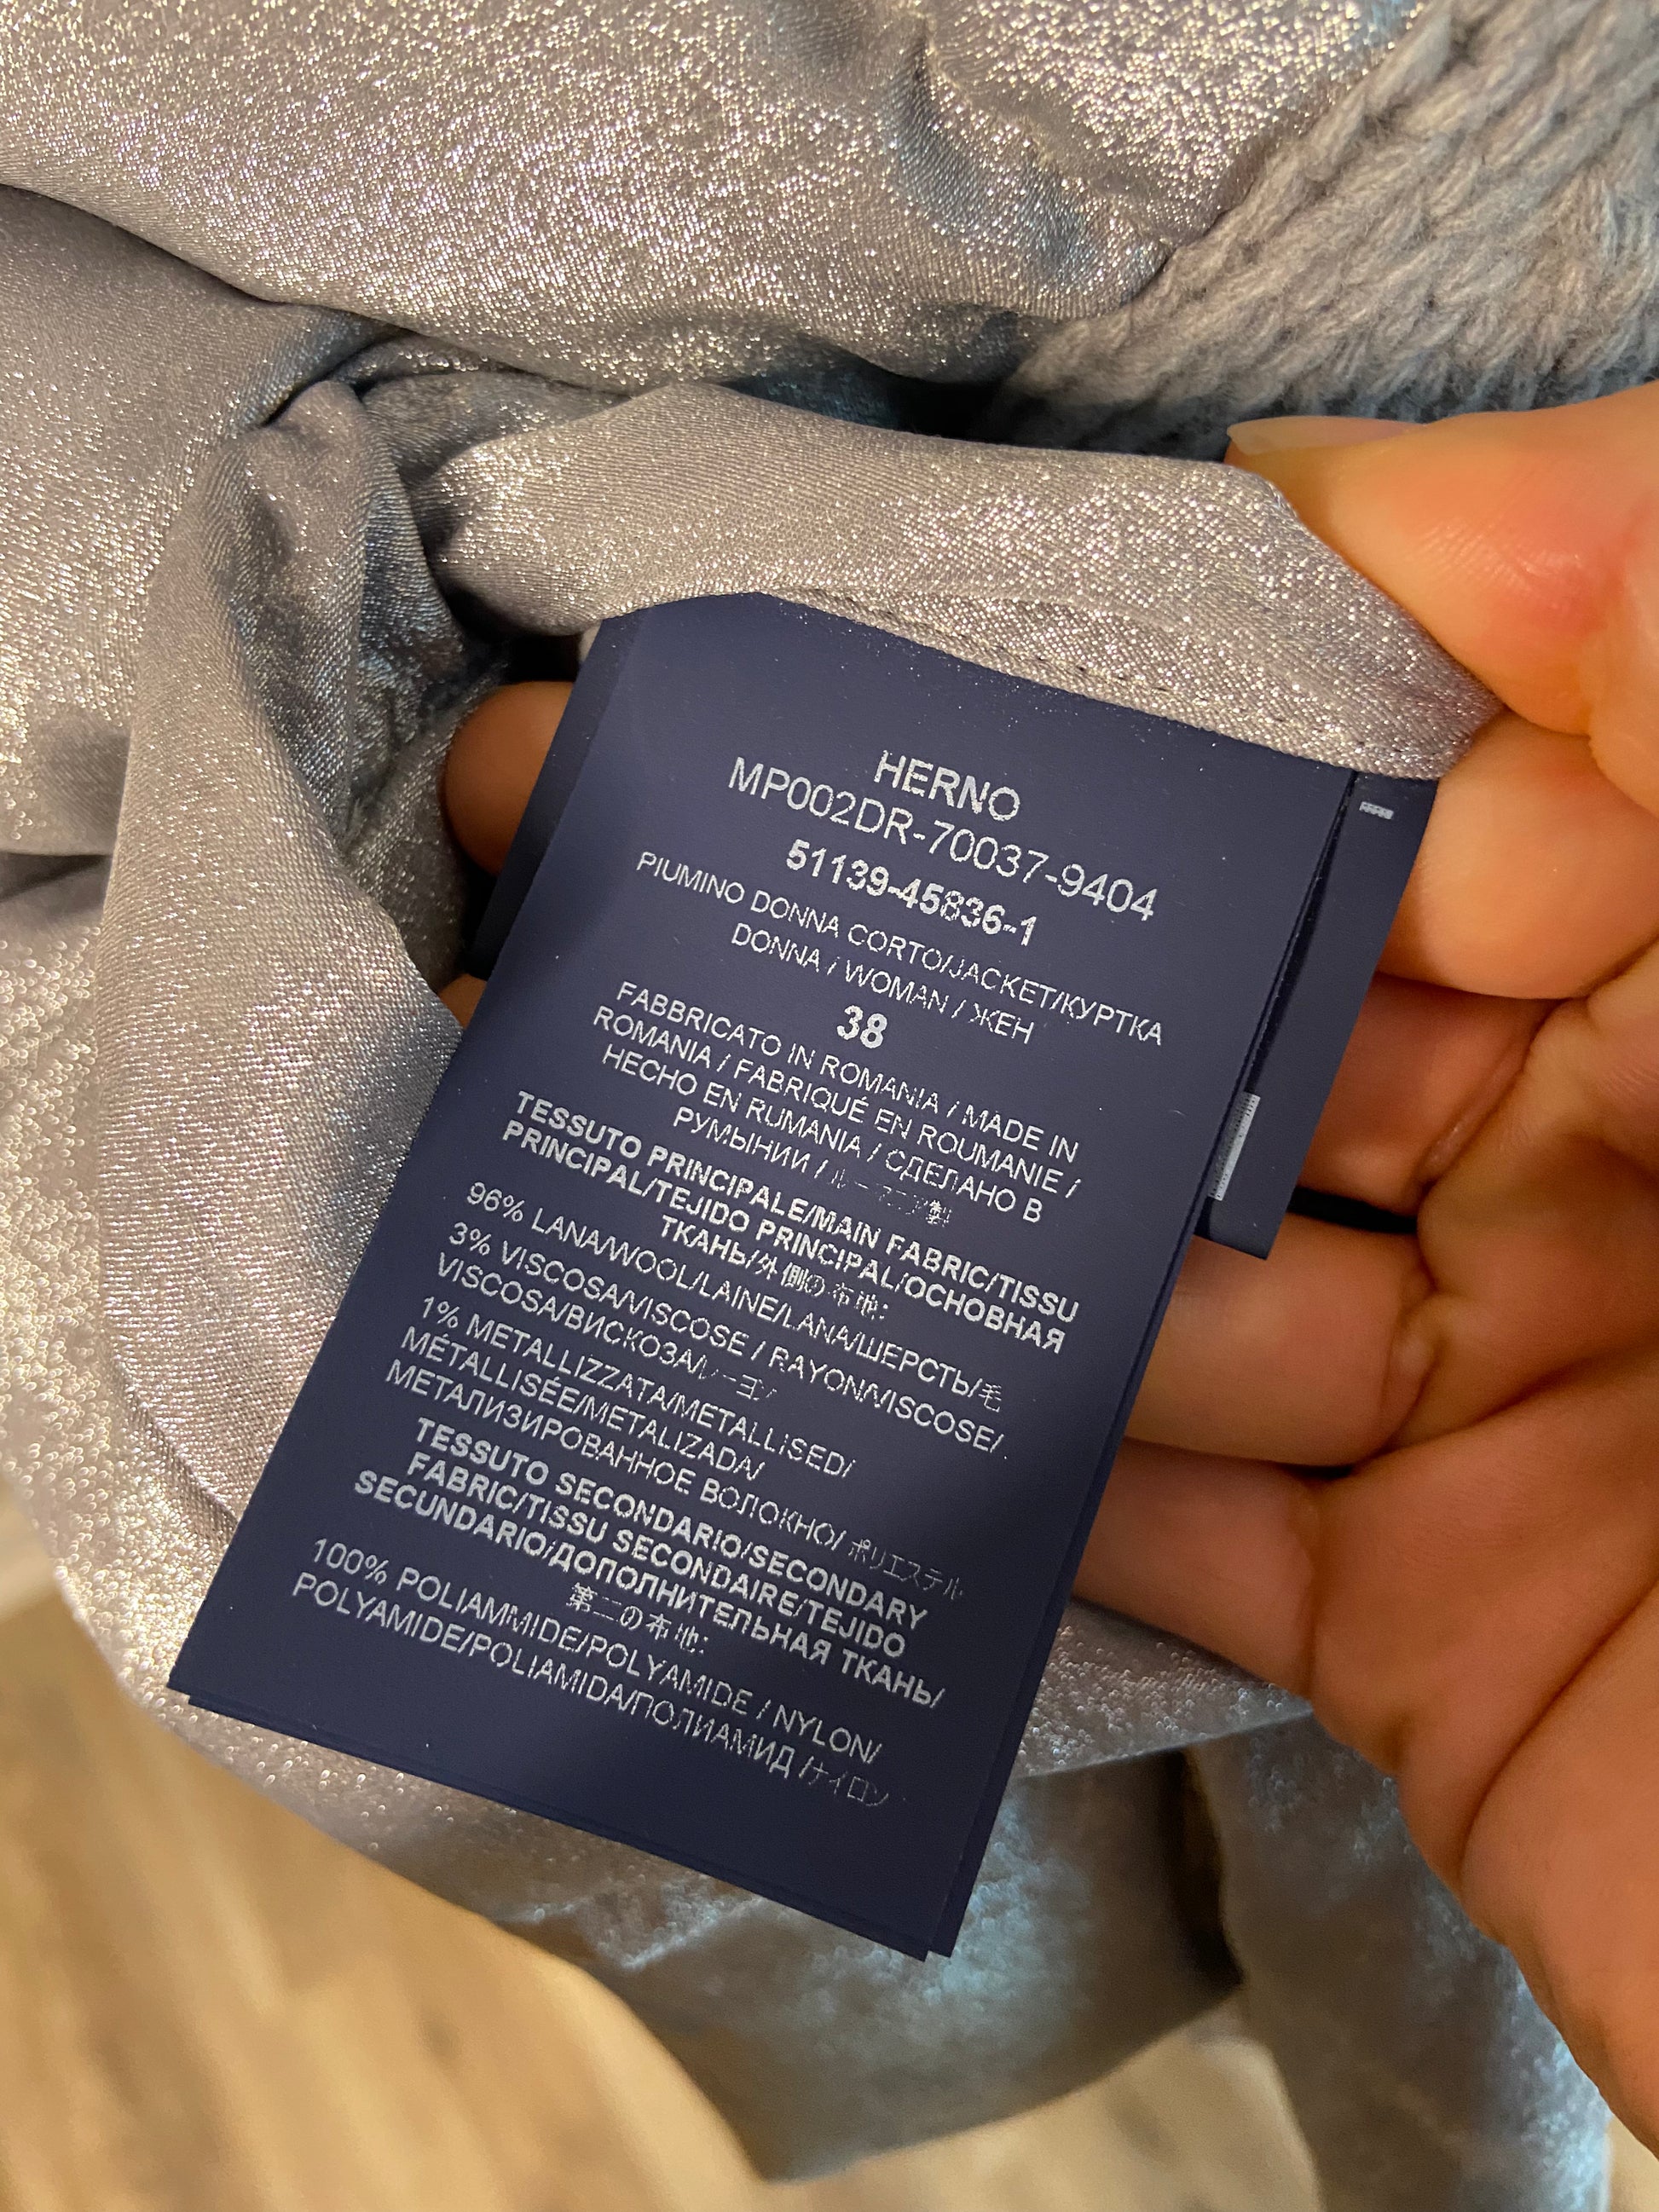 HERNO
MP002DR-70037-9404
51139-45836-1
PIUMINO DONNA CORTO/JACKET/КУРТКА
DONNA / WOMAN / ЖЕН
38
FABBRICATO IN ROMANIA / MADE IN
ROMANIA / FABRIQUÉ EN ROUMANIE /
HECHO EN RUMANIA / СДЕЛАНО В
РУМЫНИИ / ルーマニア製
TESSUTO PRINCIPALE/MAIN FABRIC/TISSU
PRINCIPAL/TEJIDO PRINCIPAL/ОСНОВНАЯ
ТКАНЬ/外側の布地:
96% LANA/WOOL/LAINE/LANA/ШЕРСТЬ/毛
3% VISCOSA/VISCOSE / RAYON/VISCOSE/
VISCOSA/ВИСКОЗА/レーヨン
1% METALLIZZATA/METALLISED/
MÉTALLISÉE/METALIZADA/
МЕТАЛИЗИРОВАННОЕ ВОЛОКНО/ ポリエステル
TESSUTO SECONDARIO/SECONDARY
FABRIC/TISSU SECONDAIRE/TEJIDO
SECUNDARIO/ДОПОЛНИТЕЛЬНАЯ ТКАНЬ/
第二の布地:
100% POLIAMMIDE/POLYAMIDE / NYLON/
POLYAMIDE/POLIAMIDA/ПОЛИАМИД /ナイロン